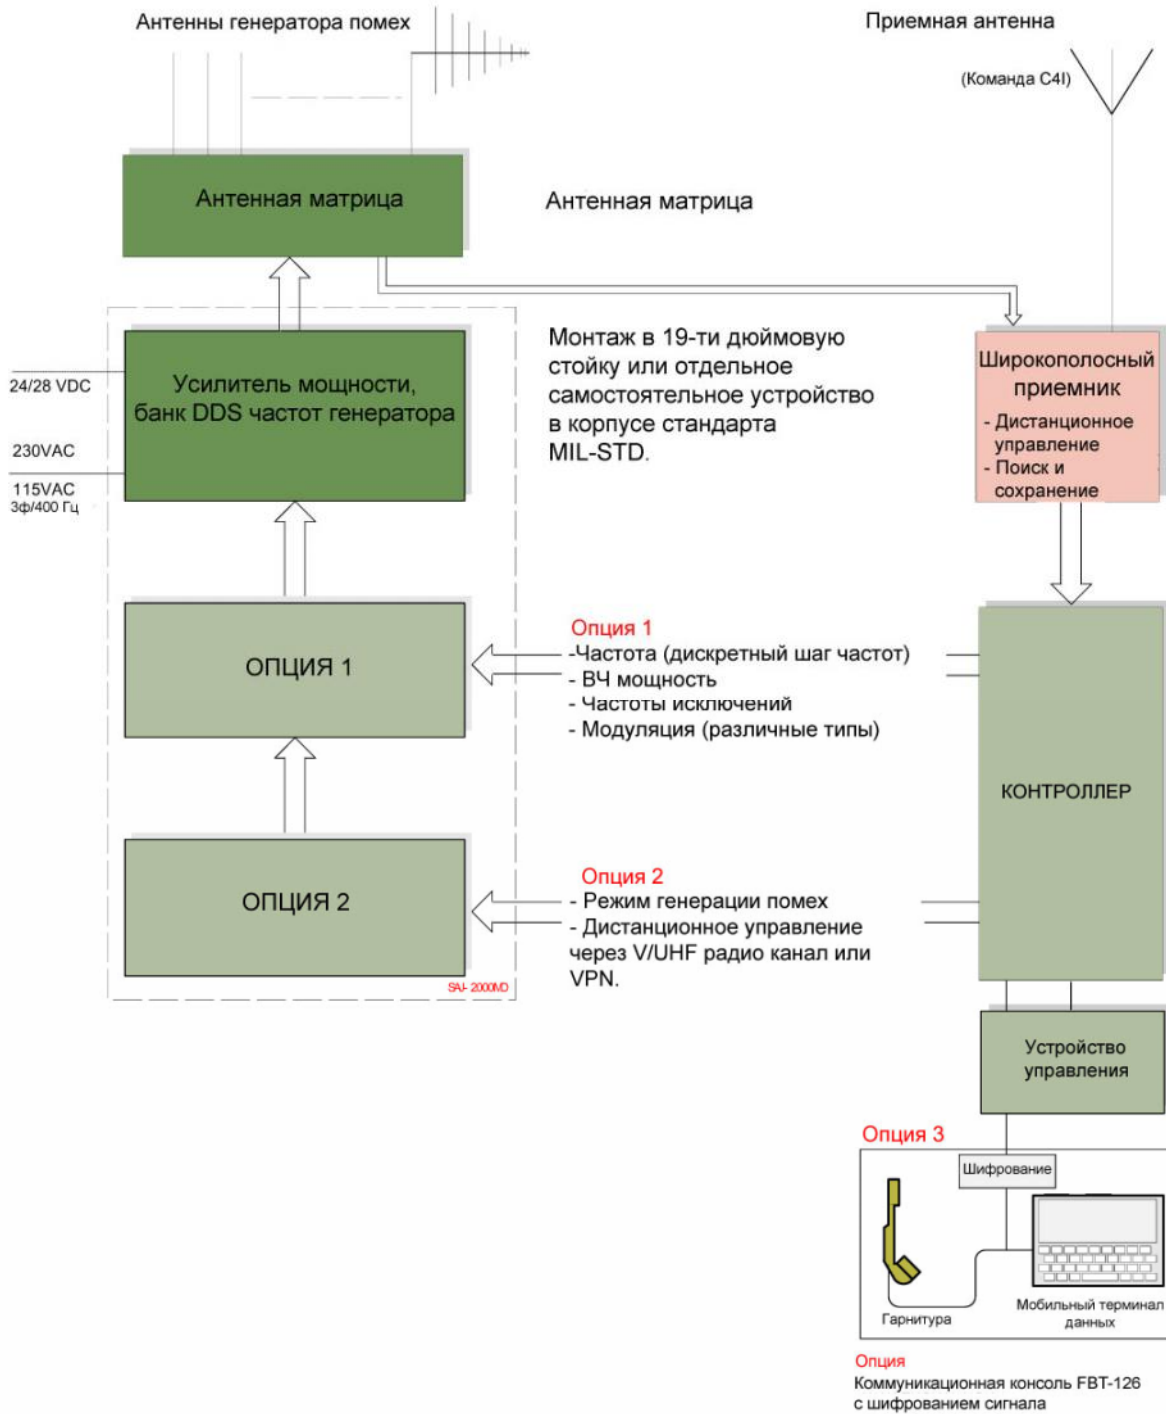 Антенны генератора помех
Приемная антенна
(Команда C4I)
Антенная матрица
Антенная матрица
24/28 VDC
230VAC
115VAC
3ф/400 Гц
Усилитель мощности,
банк DDS частот генератора
Монтаж в 19-ти дюймовую
стойку или отдельное
самостоятельное устройство
в корпусе стандарта
MIL-STD.
Широкополосный
приемник
- Дистанционное
управление
- Поиск и
сохранение
ОПЦИЯ 1
Опция 1
-Частота (дискретный шаг частот)
- ВЧ мощность
- Частоты исключений
- Модуляция (различные типы)
КОНТРОЛЛЕР
ОПЦИЯ 2
Опция 2
- Режим генерации помех
- Дистанционное управление
через V/UHF радио канал или
VPN.
SAJ- 2000MD
Устройство
управления
Опция 3
Шифрование
Гарнитура
Мобильный терминал
данных
Опция
Коммуникационная консоль FBT-126
с шифрованием сигнала